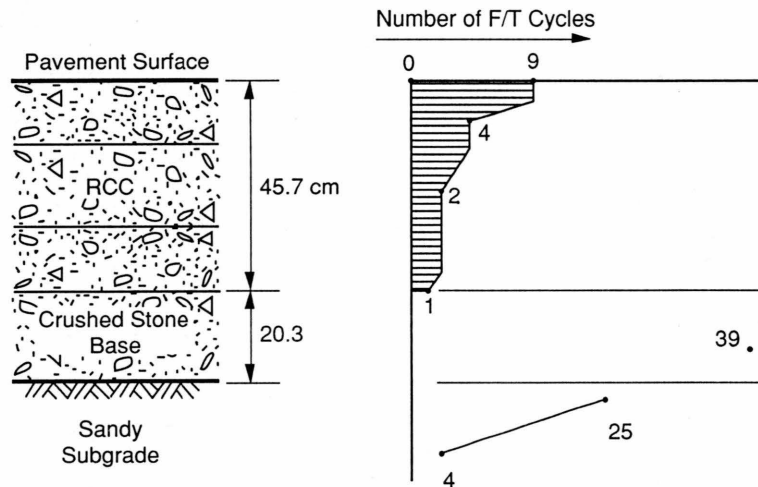 Number of F/T Cycles
Pavement Surface
0
9
4
RCC
45.7 cm
2
1
Crushed Stone
Base
20.3
39
25
Sandy
Subgrade
4